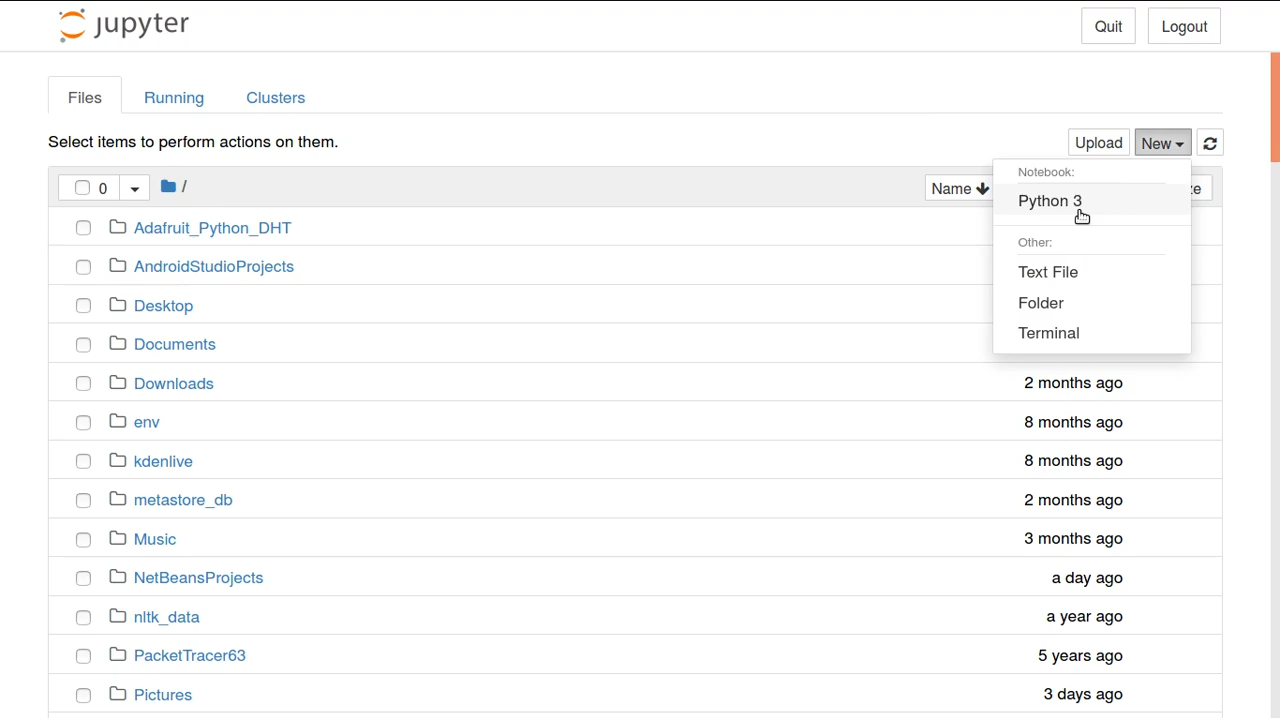 jupyter
Quit
Logout
Files
Running
Clusters
Select items to perform actions on them.
Upload
New
0
/
Name
Notebook:
Python 3
Other:
Text File
Folder
Terminal
Adafruit_Python_DHT
AndroidStudioProjects
Desktop
Documents
Downloads 2 months ago
env 8 months ago
kdenlive 8 months ago
metastore_db 2 months ago
Music 3 months ago
NetBeansProjects a day ago
nltk_data a year ago
PacketTracer63 5 years ago
Pictures 3 days ago